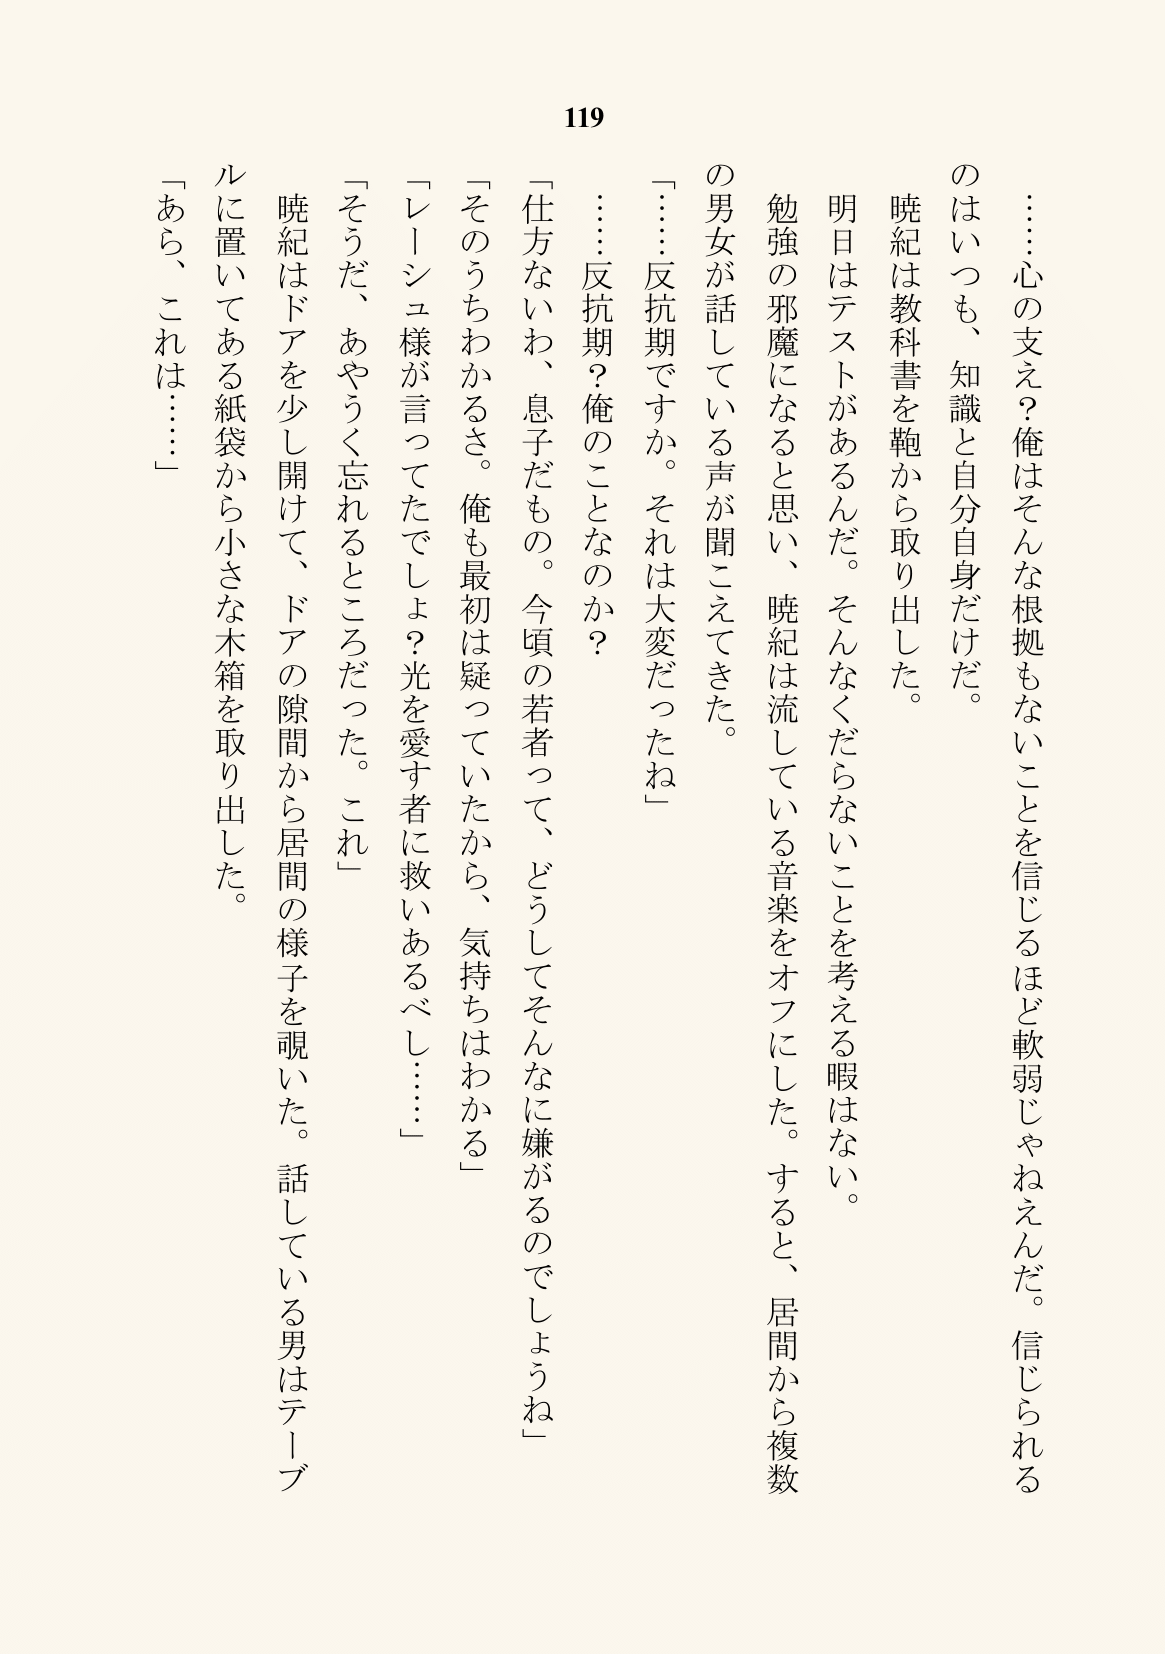 119
　……心の支え？俺はそんな根拠もないことを信じるほど軟弱じゃねえんだ。信じられる
のはいつも、知識と自分自身だけだ。
　暁紀は教科書を鞄から取り出した。
　明日はテストがあるんだ。そんなくだらないことを考える暇はない。
　勉強の邪魔になると思い、暁紀は流している音楽をオフにした。すると、居間から複数
の男女が話している声が聞こえてきた。
「……反抗期ですか。それは大変だったね」
　……反抗期？俺のことなのか？
「仕方ないわ、息子だもの。今頃の若者って、どうしてそんなに嫌がるのでしょうね」
「そのうちわかるさ。俺も最初は疑っていたから、気持ちはわかる」
「レーシュ様が言ってたでしょ？光を愛す者に救いあるべし……」
「そうだ、あやうく忘れるところだった。これ」
　暁紀はドアを少し開けて、ドアの隙間から居間の様子を覗いた。話している男はテーブ
ルに置いてある紙袋から小さな木箱を取り出した。
「あら、これは……」